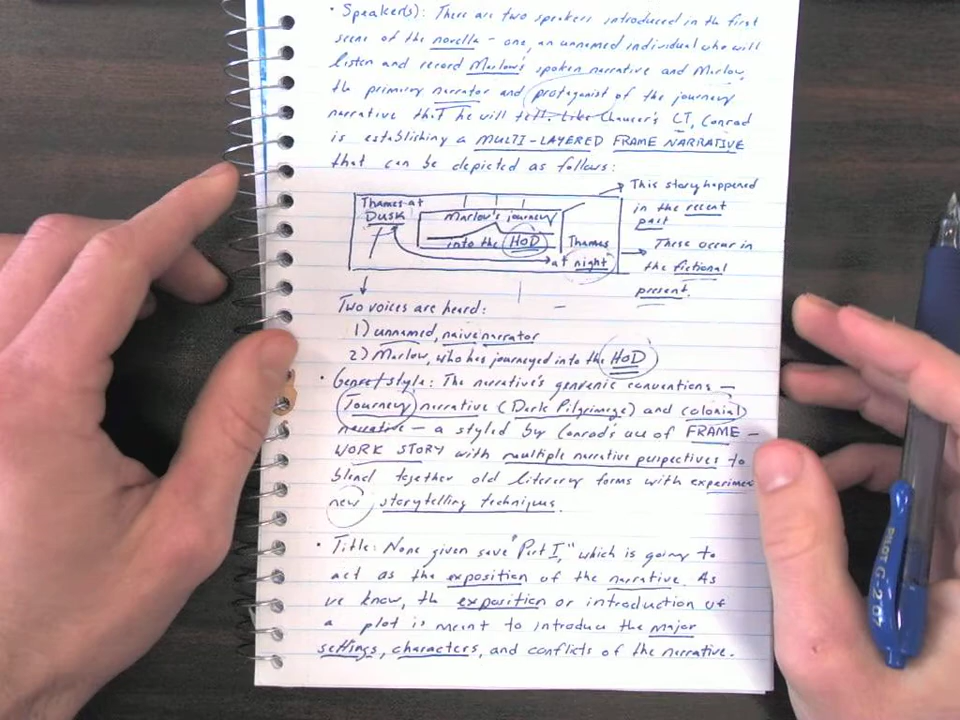 • Speaker(s): There are two speakers introduced in the first
scene of the novella – one, an unnamed individual who will
listen and record Marlow's spoken narrative and Marlow,
the primary narrator and protagonist of the journey
narrative that he will tell. Like Chaucer's CT, Conrad
is establishing a MULTI-LAYERED FRAME NARRATIVE
that can be depicted as follows:
Thames at
Dusk
Marlow's journey
into the HoD
Thames
at night
This story happened
in the recent
past
These occur in
the fictional
present.
Two voices are heard:
1) unnamed, naive narrator
2) Marlow, who has journeyed into the HoD
• Genre/style: The narrative's generic conventions –
Journey narrative (Dark Pilgrimage) and colonial
narrative – a styled by Conrad's use of FRAME –
WORK STORY with multiple narrative perspectives to
blend together old literary forms with
new storytelling techniques.
• Title: None given save "Part I," which is going to
act as the exposition of the narrative. As
we know, the exposition or introduction of
a plot is meant to introduce the major
settings, characters, and conflicts of the narrative.
PILOT G-2 07